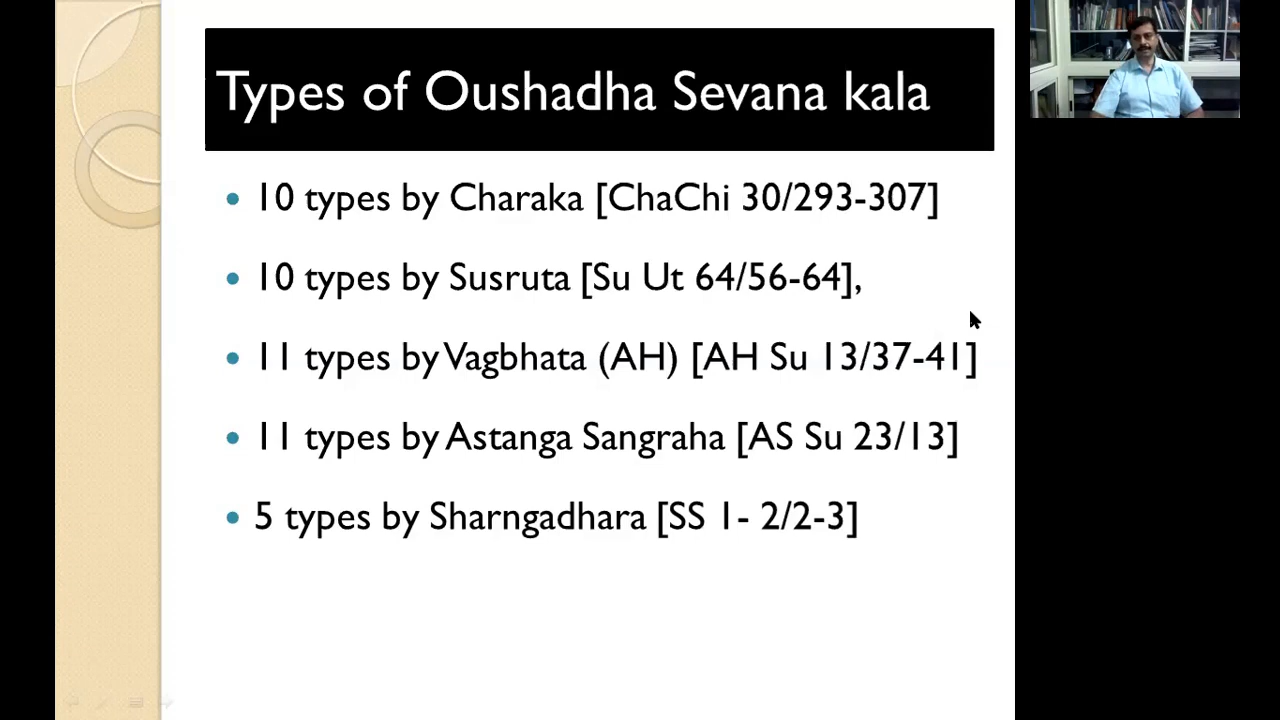 Types of Oushadha Sevana kala
• 10 types by Charaka [ChaChi 30/293-307]
• 10 types by Susruta [Su Ut 64/56-64],
• 11 types by Vagbhata (AH) [AH Su 13/37-41]
• 11 types by Astanga Sangraha [AS Su 23/13]
• 5 types by Sharngadhara [SS 1- 2/2-3]